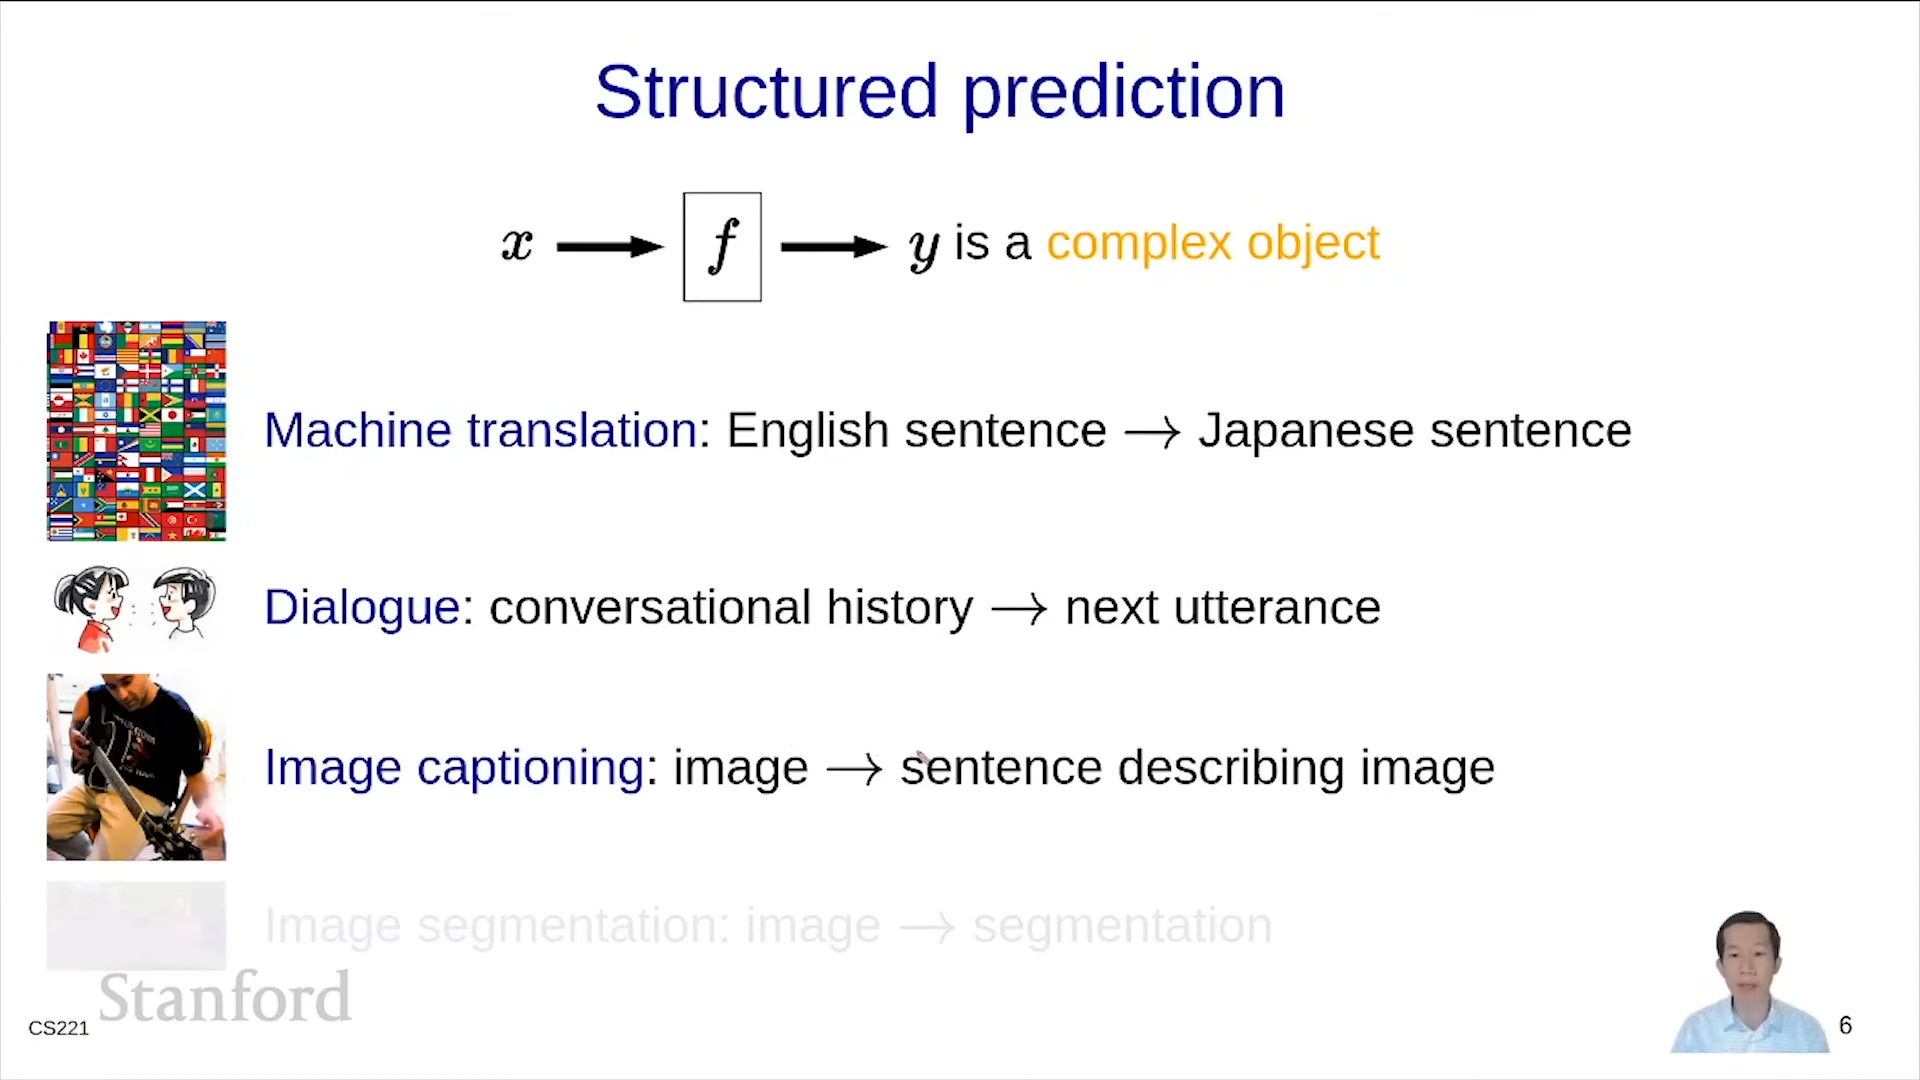 Structured prediction
x → f → y is a complex object
Machine translation: English sentence → Japanese sentence
Dialogue: conversational history → next utterance
Image captioning: image → sentence describing image
Image segmentation: image → segmentation
Stanford
CS221
6